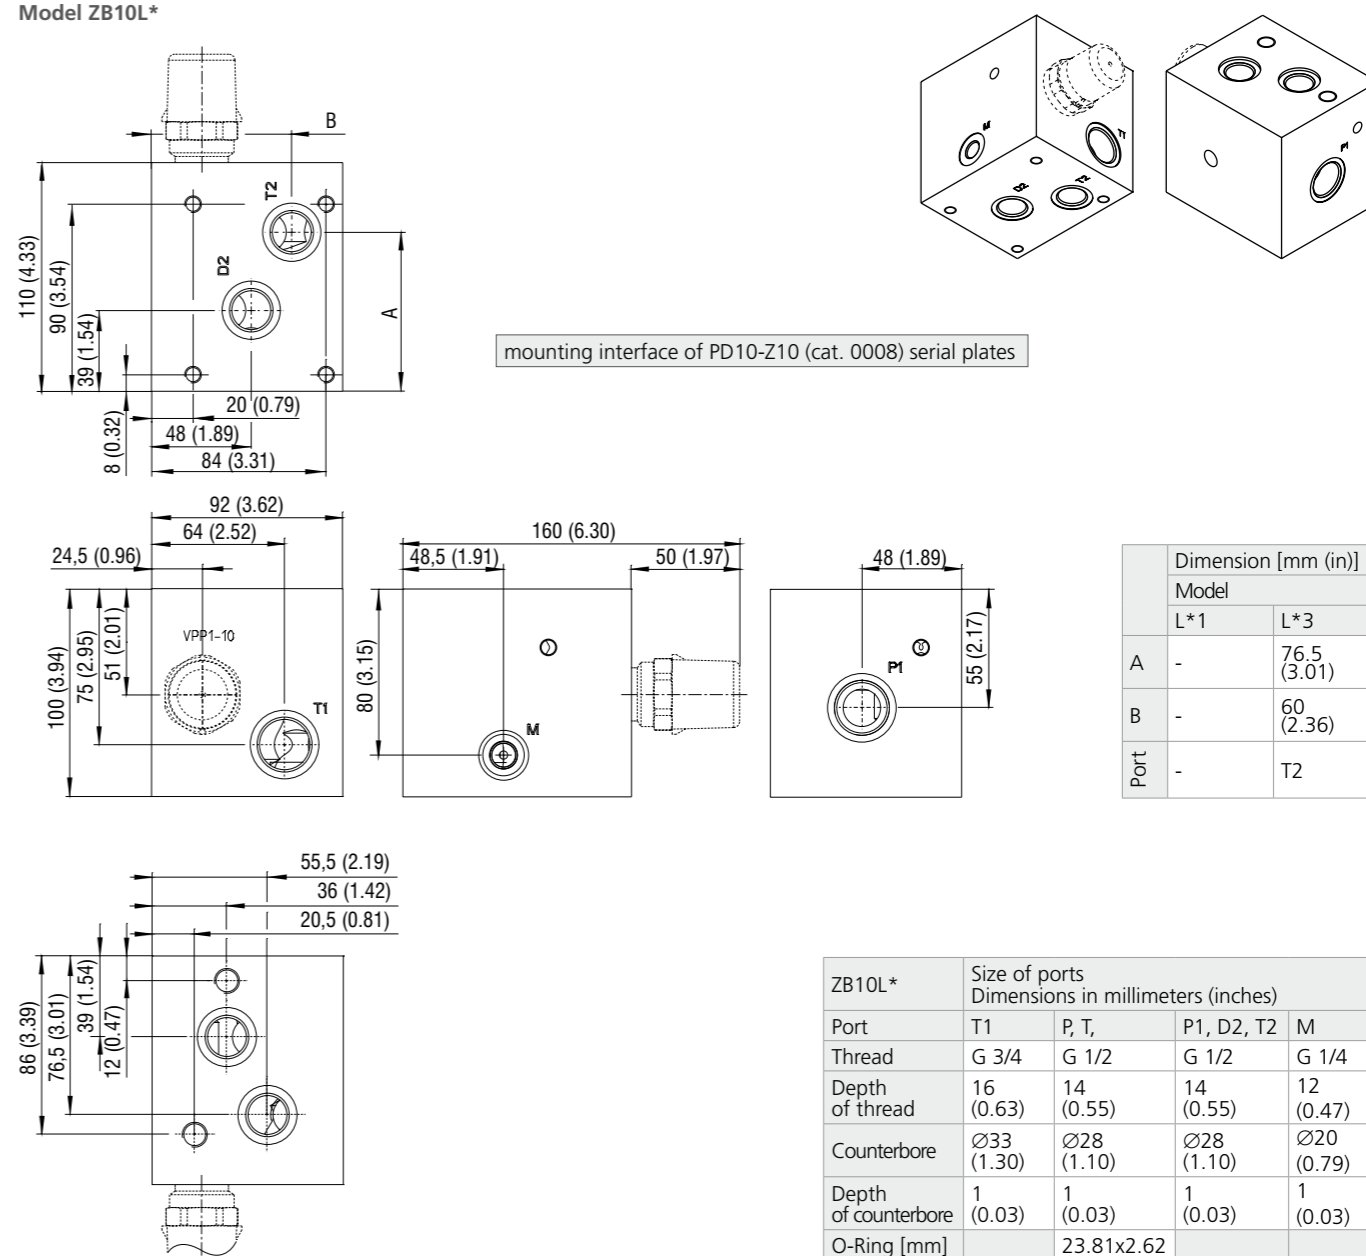 Model ZB10L*
B
T2
D2
A
110 (4.33)
90 (3.54)
39 (1.54)
8 (0.32)
20 (0.79)
48 (1.89)
84 (3.31)
M
T1
D2
T2
P1
mounting interface of PD10-Z10 (cat. 0008) serial plates
92 (3.62)
64 (2.52)
24,5 (0.96)
100 (3.94)
75 (2.95)
51 (2.01)
VPP1-10
T1
160 (6.30)
48,5 (1.91)
50 (1.97)
80 (3.15)
M
48 (1.89)
55 (2.17)
P1
Dimension [mm (in)]
Model
L*1 L*3
A - 76.5 (3.01)
B - 60 (2.36)
Port - T2
55,5 (2.19)
36 (1.42)
20,5 (0.81)
86 (3.39)
76,5 (3.01)
39 (1.54)
12 (0.47)
ZB10L* Size of ports
Dimensions in millimeters (inches)
Port T1 P, T, P1, D2, T2 M
Thread G 3/4 G 1/2 G 1/2 G 1/4
Depth of thread 16 (0.63) 14 (0.55) 14 (0.55) 12 (0.47)
Counterbore Ø33 (1.30) Ø28 (1.10) Ø28 (1.10) Ø20 (0.79)
Depth of counterbore 1 (0.03) 1 (0.03) 1 (0.03) 1 (0.03)
O-Ring [mm] 23.81x2.62